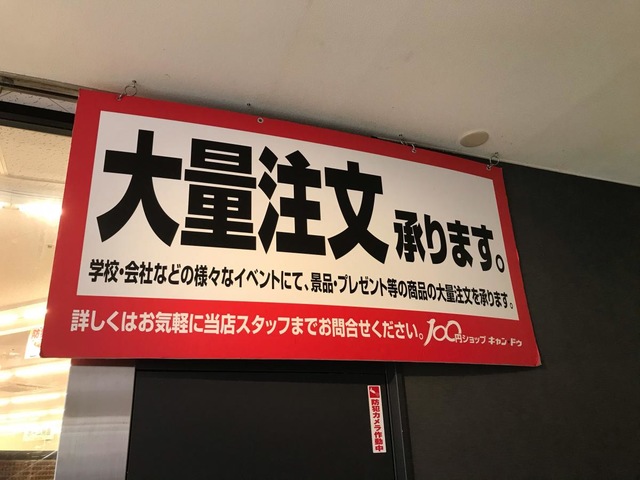 大量注文承ります。
学校・会社などの様々なイベントにて、景品・プレゼント等の商品の大量注文を承ります。
詳しくはお気軽に当店スタッフまでお問合せください。100円ショップ キャンドゥ
防犯カメラ作動中